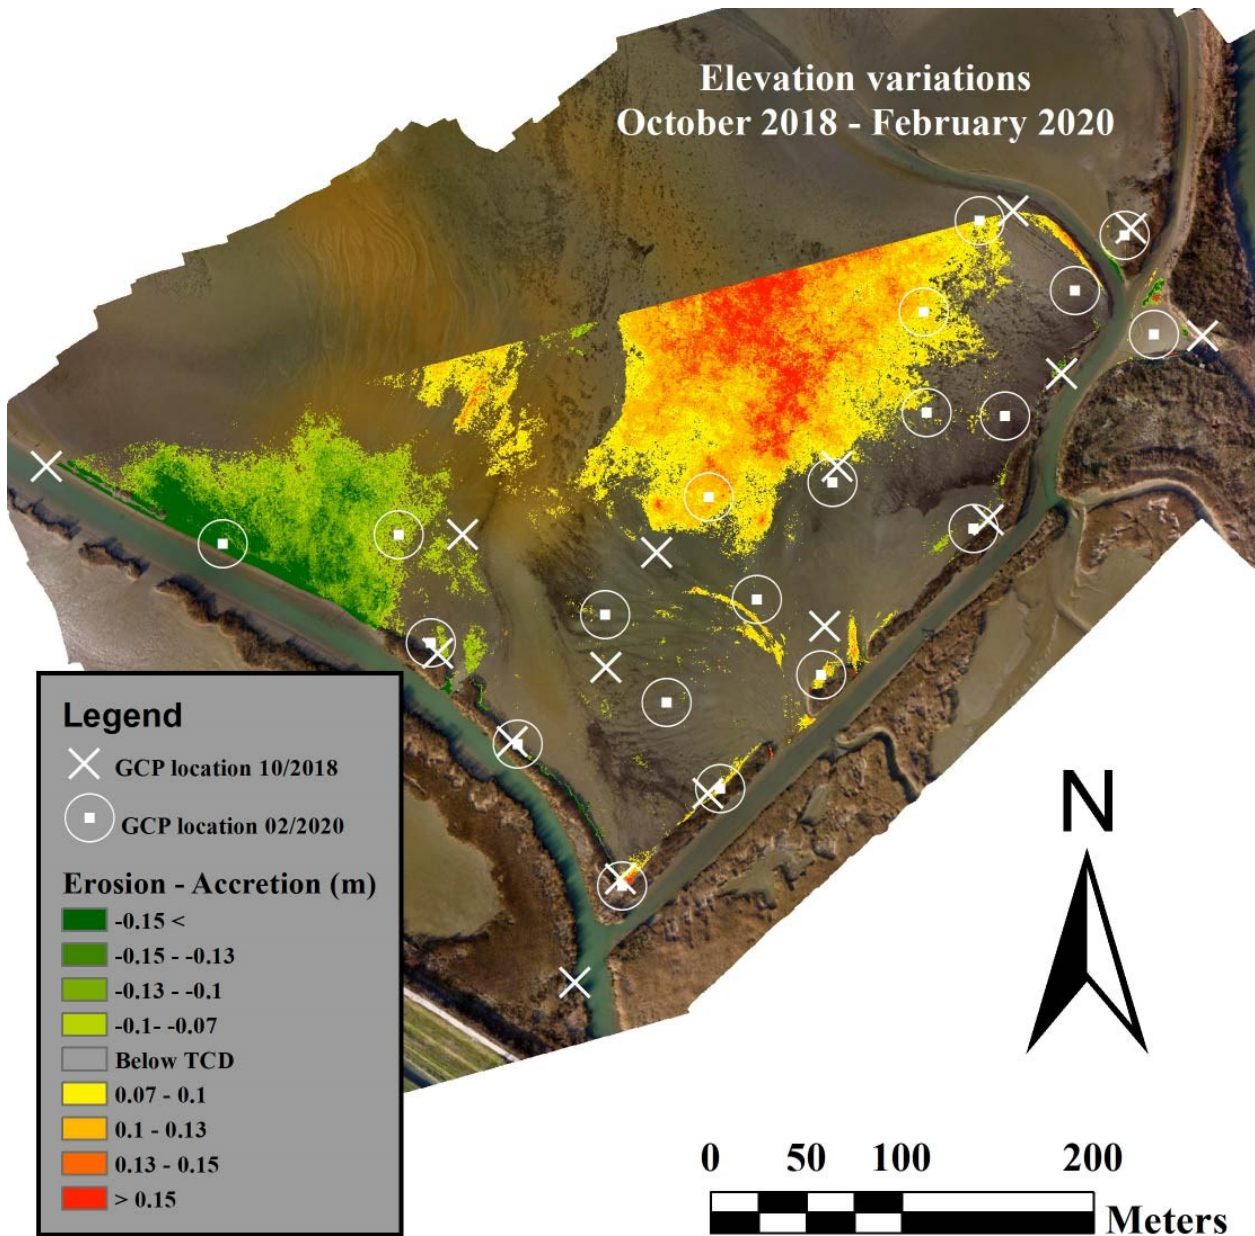 Elevation variations
October 2018 - February 2020
Legend
GCP location 10/2018
GCP location 02/2020
Erosion - Accretion (m)
-0.15 <
-0.15 - -0.13
-0.13 - -0.1
-0.1- -0.07
Below TCD
0.07 - 0.1
0.1 - 0.13
0.13 - 0.15
> 0.15
N
0 50 100 200
Meters